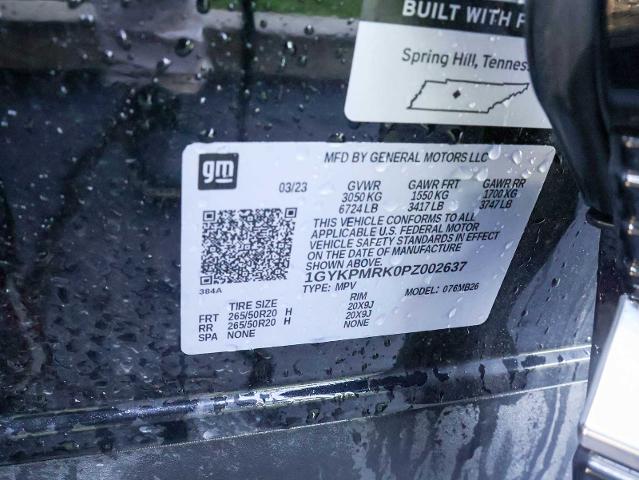 BUILT WITH
Spring Hill,
gm
MFD BY GENERAL MOTORS LLC
03/23 GVWR GAWR FRT GAWR RR
3050 KG 1550 KG 1700 KG
6724 LB 3417 LB 3747 LB
THIS VEHICLE CONFORMS TO ALL
APPLICABLE U.S. FEDERAL MOTOR
VEHICLE SAFETY STANDARDS IN EFFECT
ON THE DATE OF MANUFACTURE
SHOWN ABOVE.
1GYKPMRK0PZ002637
384A
TYPE: MPV MODEL: 076MB26
TIRE SIZE RIM
FRT 265/50R20 H 20X9J
RR 265/50R20 H 20X9J
SPA NONE NONE